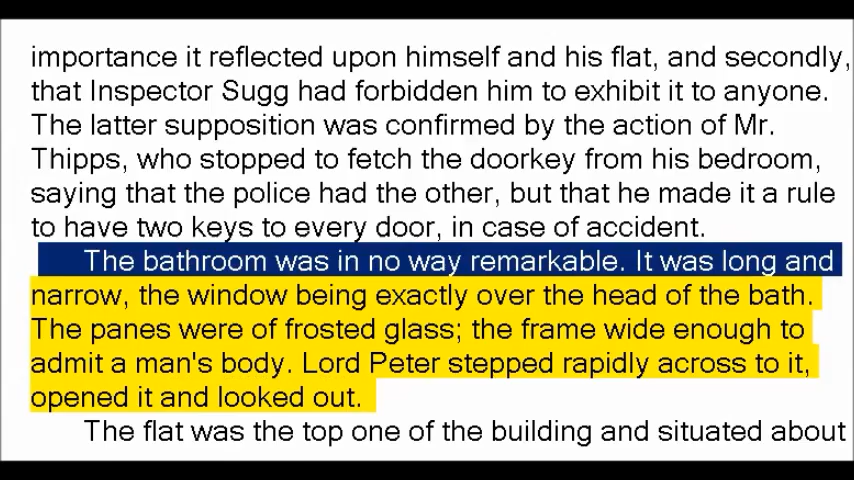 importance it reflected upon himself and his flat, and secondly,
that Inspector Sugg had forbidden him to exhibit it to anyone.
The latter supposition was confirmed by the action of Mr.
Thipps, who stopped to fetch the doorkey from his bedroom,
saying that the police had the other, but that he made it a rule
to have two keys to every door, in case of accident.
The bathroom was in no way remarkable. It was long and
narrow, the window being exactly over the head of the bath.
The panes were of frosted glass; the frame wide enough to
admit a man's body. Lord Peter stepped rapidly across to it,
opened it and looked out.
The flat was the top one of the building and situated about